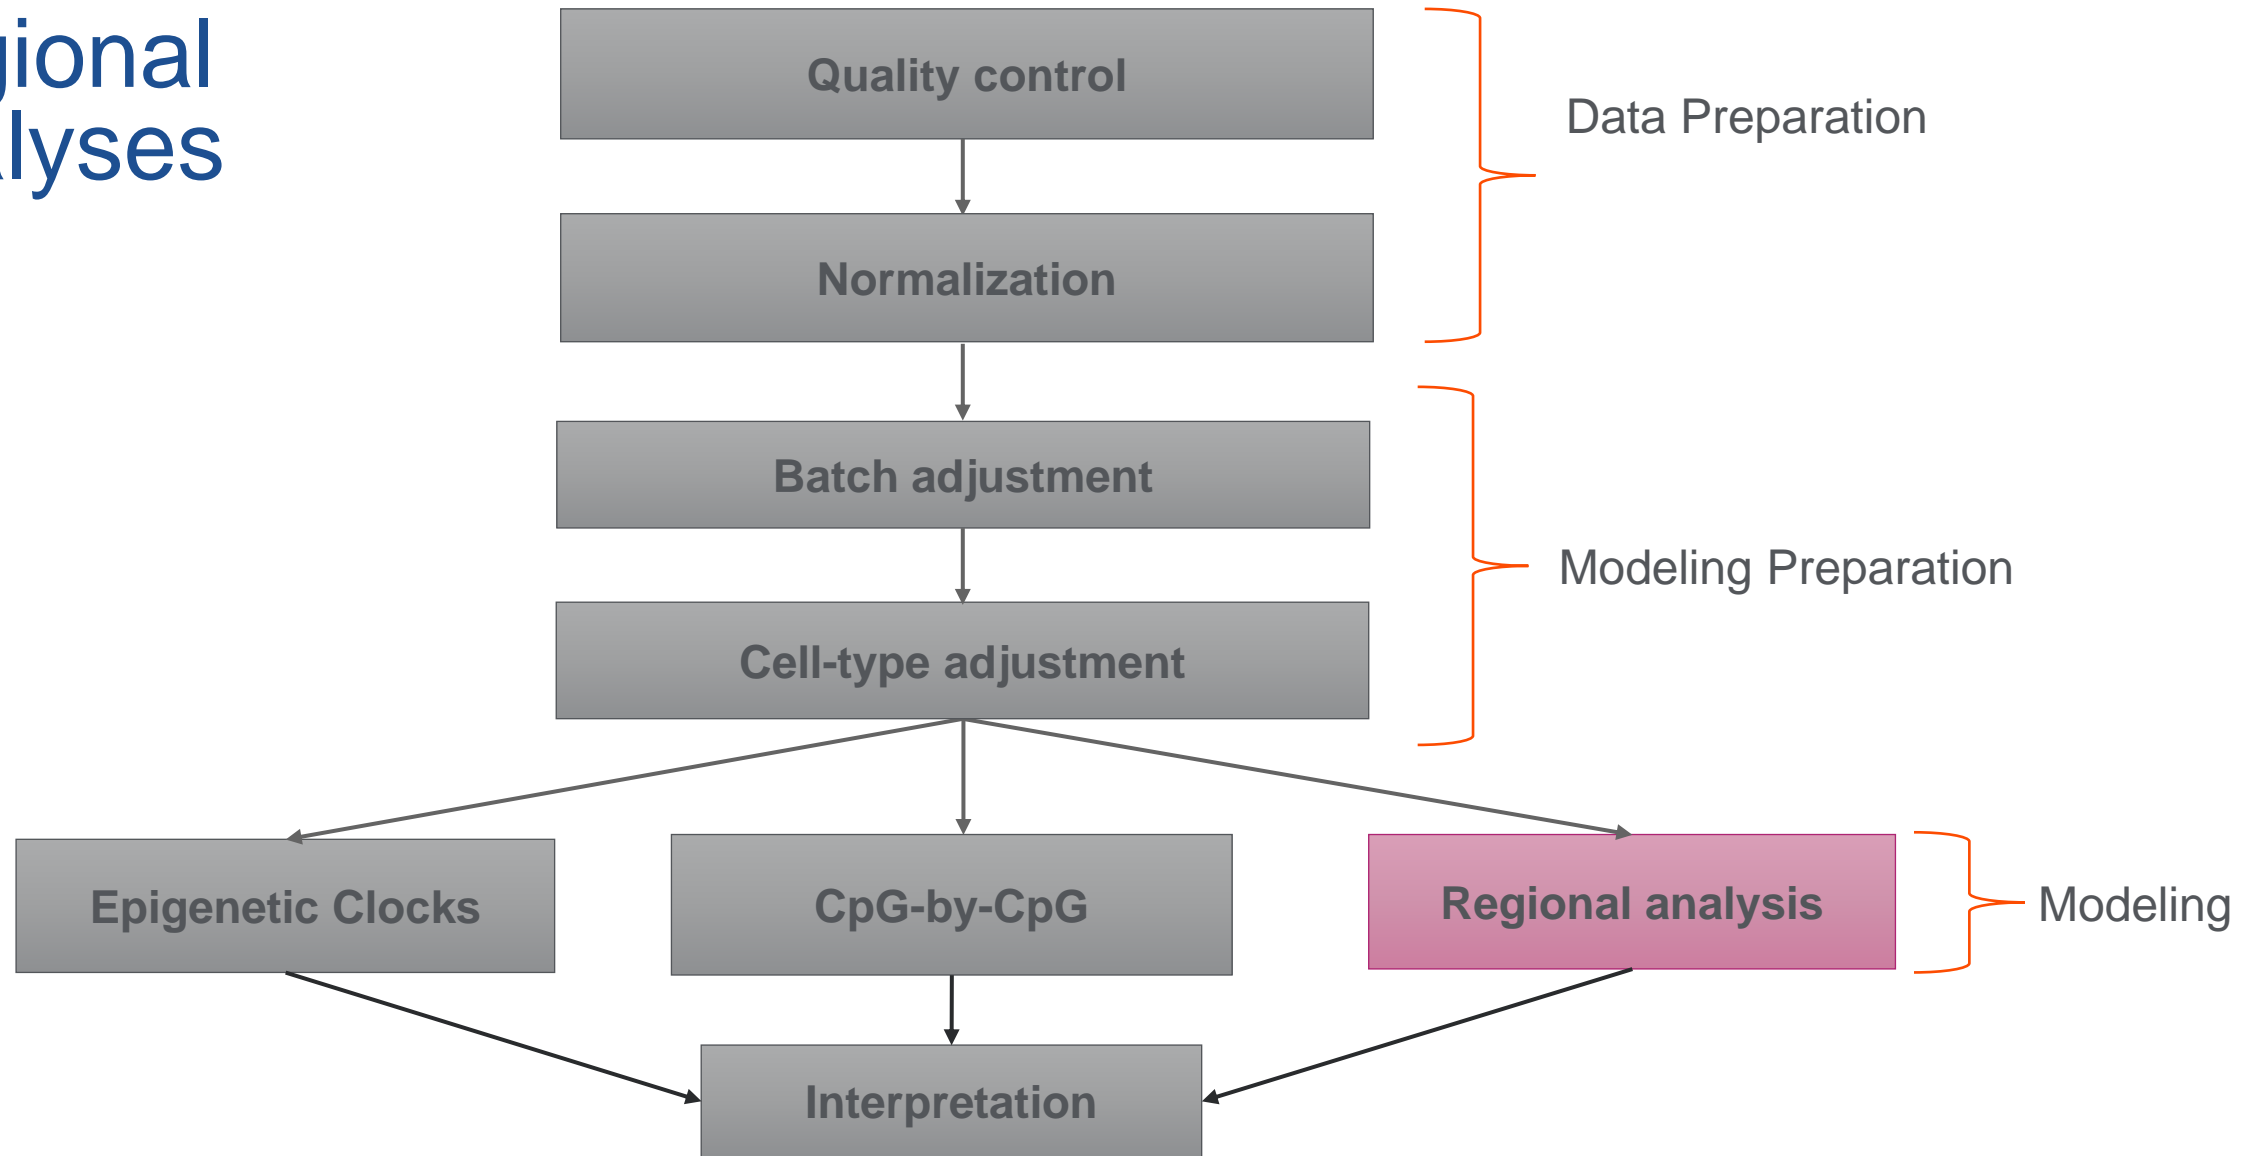 gional
lyses
Quality control
Data Preparation
Normalization
Batch adjustment
Modeling Preparation
Cell-type adjustment
Epigenetic Clocks
CpG-by-CpG
Regional analysis
Modeling
Interpretation